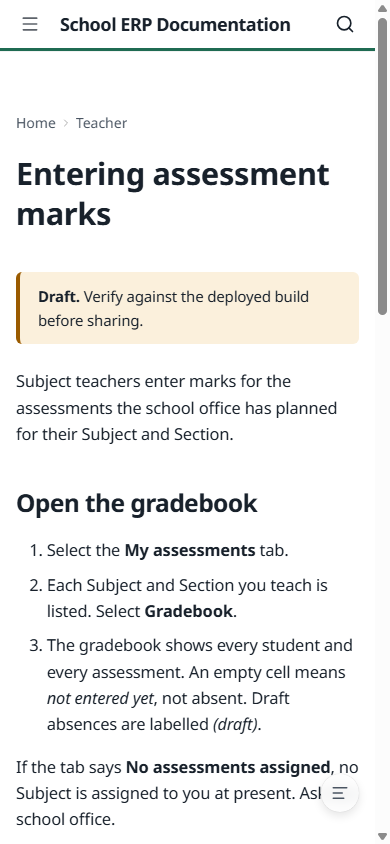 School ERP Documentation
Home › Teacher
Entering assessment
marks
Draft. Verify against the deployed build
before sharing.
Subject teachers enter marks for the
assessments the school office has planned
for their Subject and Section.
Open the gradebook
1. Select the My assessments tab.
2. Each Subject and Section you teach is
listed. Select Gradebook.
3. The gradebook shows every student and
every assessment. An empty cell means
not entered yet, not absent. Draft
absences are labelled (draft).
If the tab says No assessments assigned, no
Subject is assigned to you at present. Ask
school office.